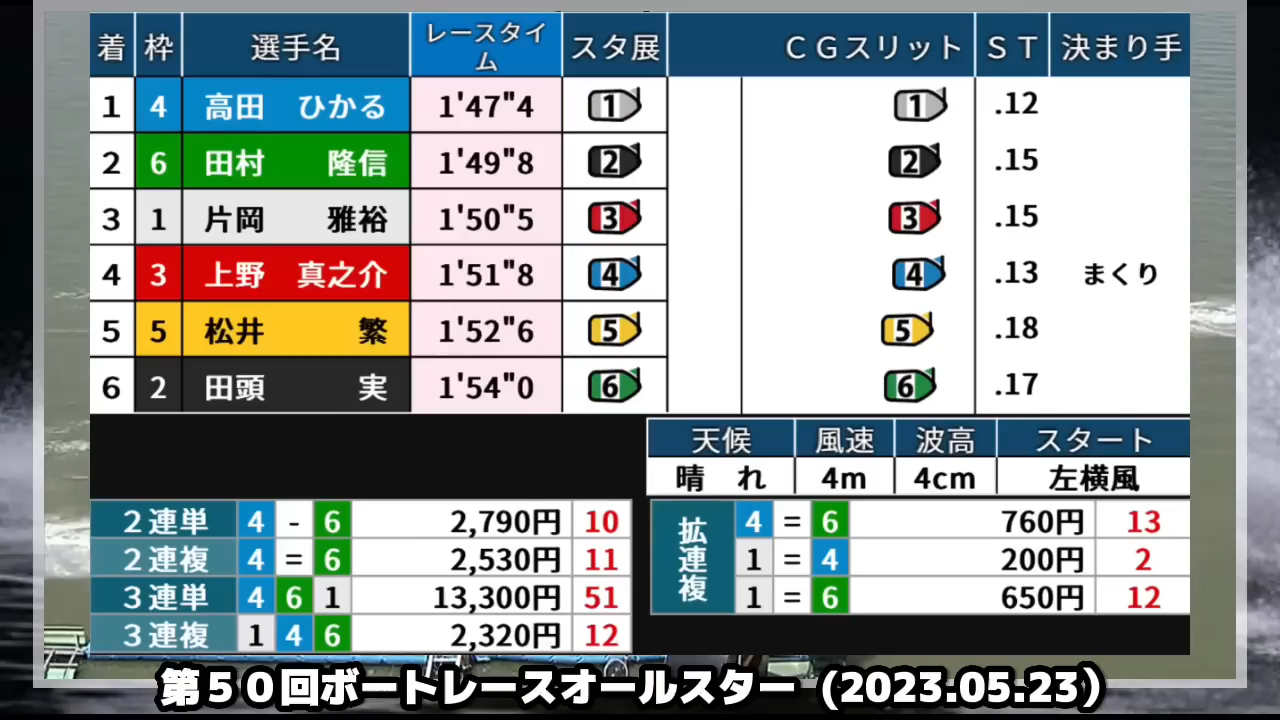 着 枠 選手名 レースタイム スタ展 ＣＧスリット ＳＴ 決まり手
1 4 高田 ひかる 1'47"4 1 1 .12
2 6 田村 隆信 1'49"8 2 2 .15
3 1 片岡 雅裕 1'50"5 3 3 .15
4 3 上野 真之介 1'51"8 4 4 .13 まくり
5 5 松井 繁 1'52"6 5 5 .18
6 2 田頭 実 1'54"0 6 6 .17
天候 風速 波高 スタート
晴 れ 4m 4cm 左横風
２連単 4 - 6 2,790円 10
２連複 4 = 6 2,530円 11
３連単 4 6 1 13,300円 51
３連複 1 4 6 2,320円 12
拡連複 4 = 6 760円 13
1 = 4 200円 2
1 = 6 650円 12
第５０回ボートレースオールスター（2023.05.23）